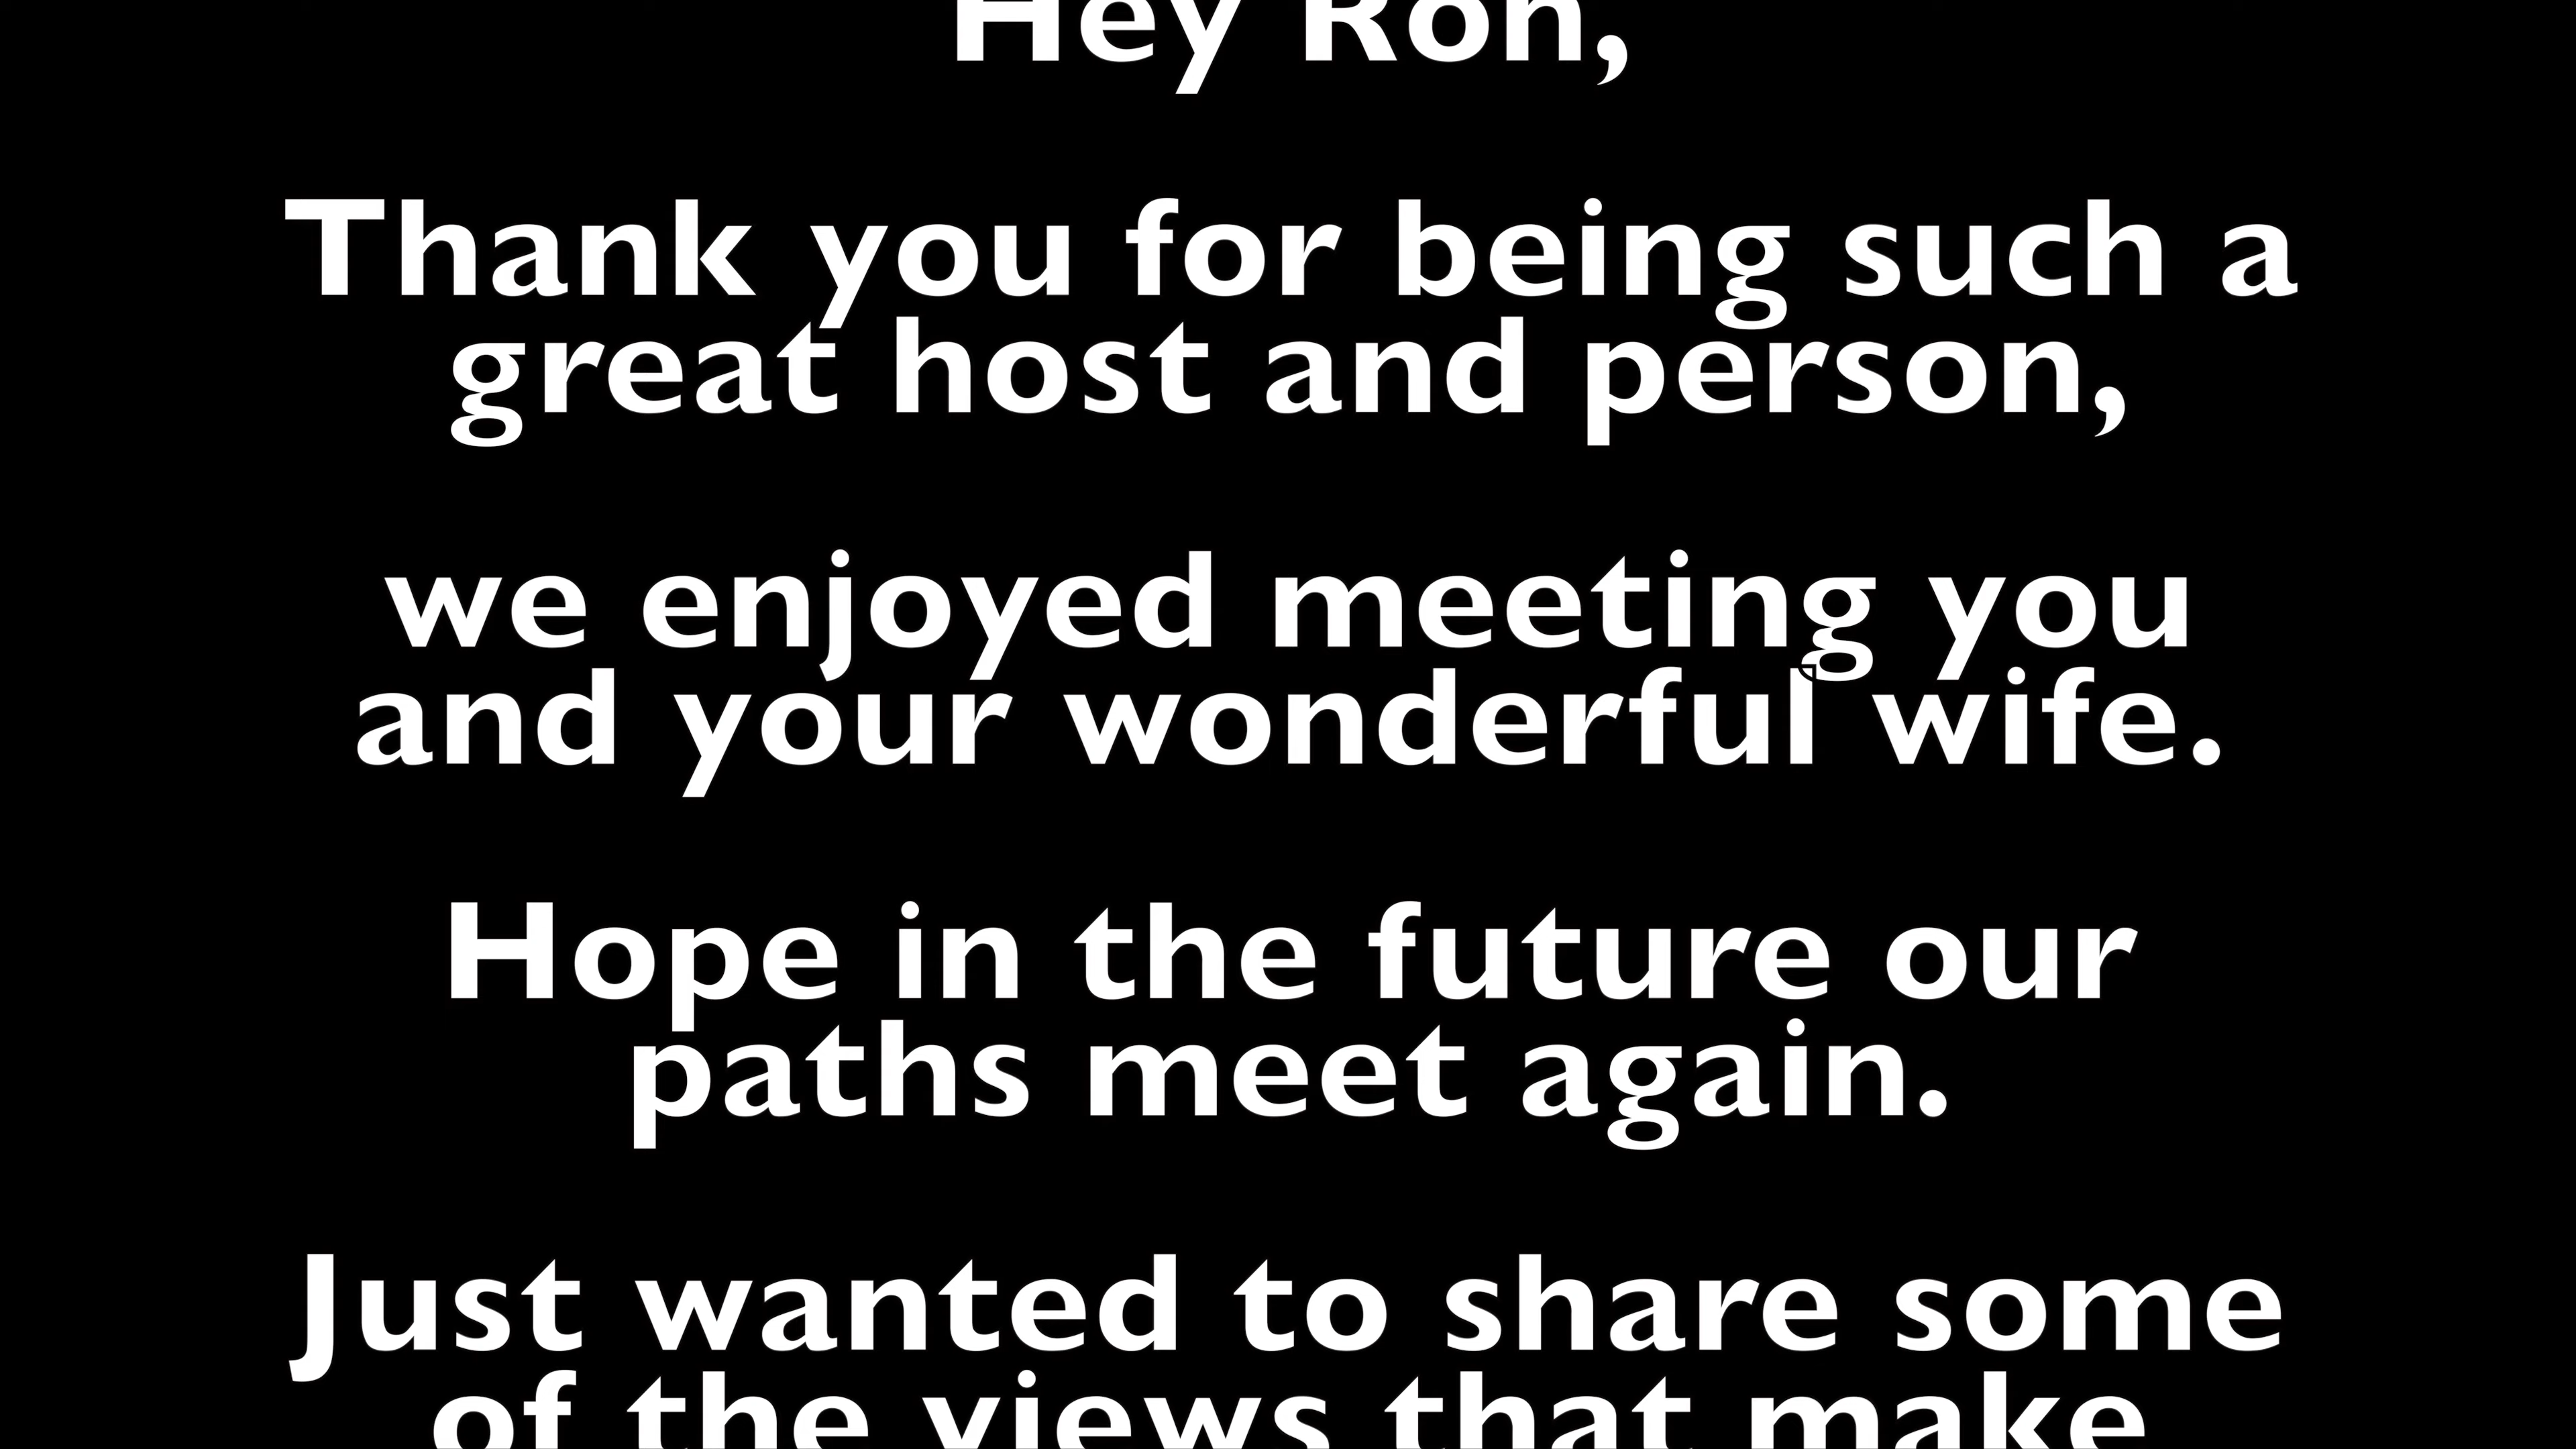 Hey Ron,
Thank you for being such a
great host and person,
we enjoyed meeting you
and your wonderful wife.
Hope in the future our
paths meet again.
Just wanted to share some
of the views that make